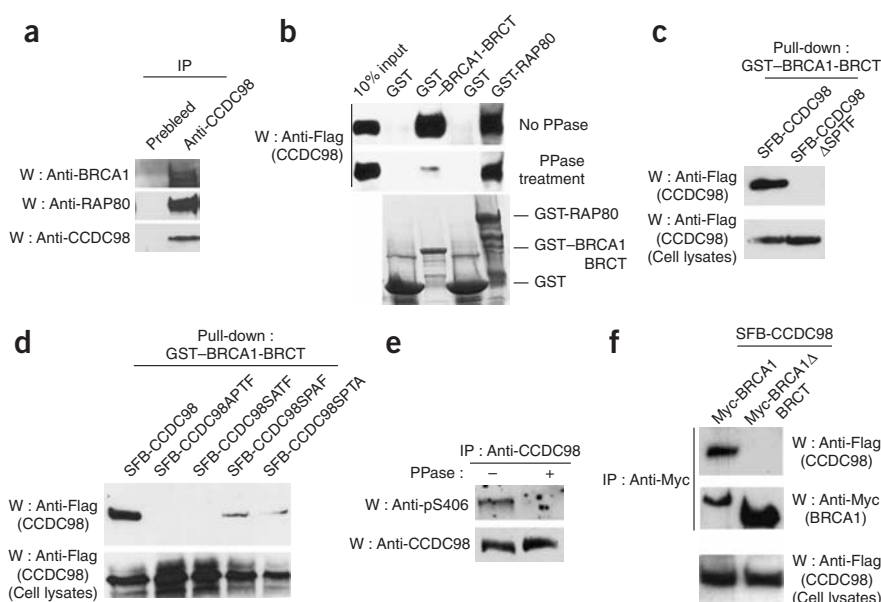 a
IP
Prebleed
Anti-CCDC98
W : Anti-BRCA1
W : Anti-RAP80
W : Anti-CCDC98
b
10% input
GST
GST
–BRCA1-BRCT
GST
GST-RAP80
W : Anti-Flag
(CCDC98)
No PPase
PPase
treatment
GST-RAP80
GST–BRCA1
BRCT
GST
c
Pull-down :
GST–BRCA1-BRCT
SFB-CCDC98
SFB-CCDC98
ΔSPTF
W : Anti-Flag
(CCDC98)
W : Anti-Flag
(CCDC98)
(Cell lysates)
d
Pull-down :
GST–BRCA1-BRCT
SFB-CCDC98
SFB-CCDC98APTF
SFB-CCDC98SATF
SFB-CCDC98SPAF
SFB-CCDC98SPTA
W : Anti-Flag
(CCDC98)
W : Anti-Flag
(CCDC98)
(Cell lysates)
e
IP : Anti-CCDC98
PPase : – +
W : Anti-pS406
W : Anti-CCDC98
f
SFB-CCDC98
Myc-BRCA1
Myc-BRCA1Δ
BRCT
IP : Anti-Myc
W : Anti-Flag
(CCDC98)
W : Anti-Myc
(BRCA1)
W : Anti-Flag
(CCDC98)
(Cell lysates)